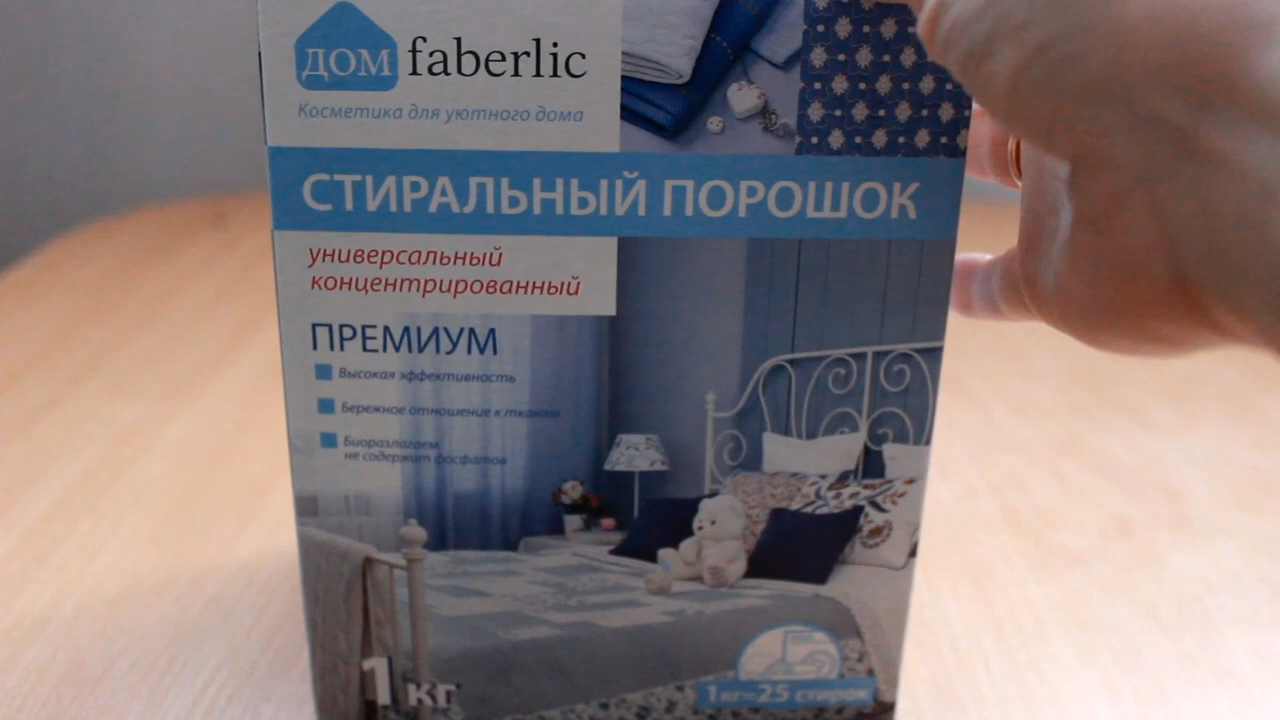 дом faberlic
Косметика для уютного дома
СТИРАЛЬНЫЙ ПОРОШОК
универсальный
концентрированный
ПРЕМИУМ
Высокая эффективность
Бережное отношение к тканям
Биоразлагаем,
не содержит фосфатов
1 кг
1 кг=25 стирок